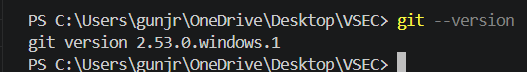 PS C:\Users\gunjr\OneDrive\Desktop\VSEC> git --version
git version 2.53.0.windows.1
PS C:\Users\gunjr\OneDrive\Desktop\VSEC>